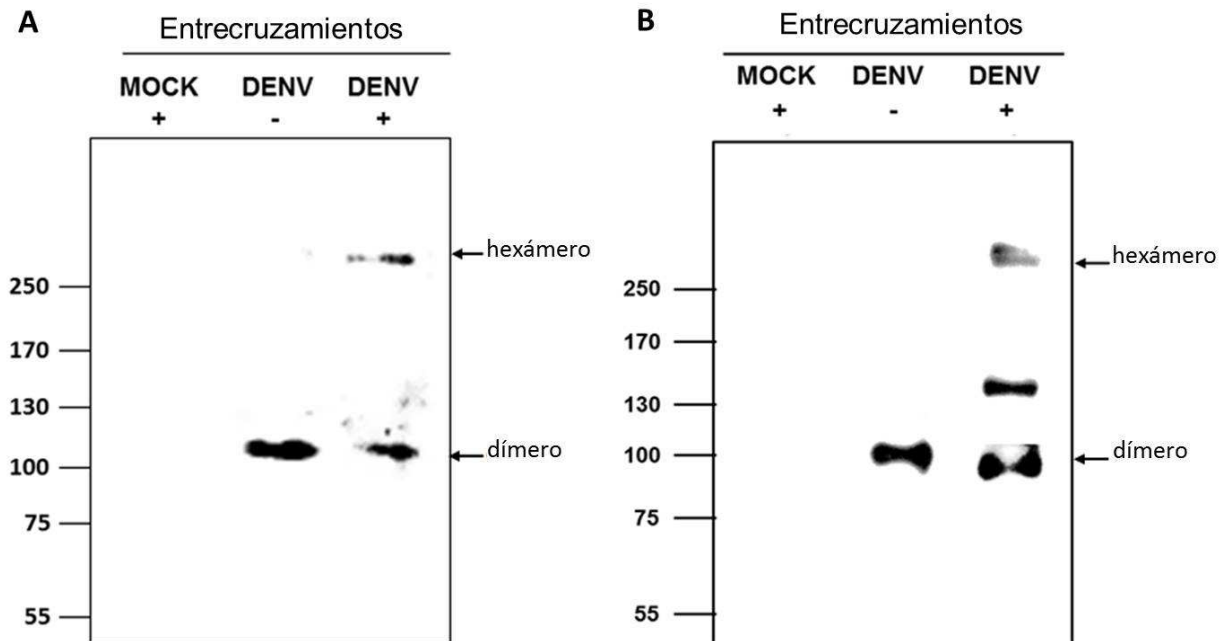 A
Entrecruzamientos
MOCK DENV DENV
+ - +
hexámero
250
170
130
dímero
100
75
55
B
Entrecruzamientos
MOCK DENV DENV
+ - +
hexámero
250
170
130
100
dímero
75
55